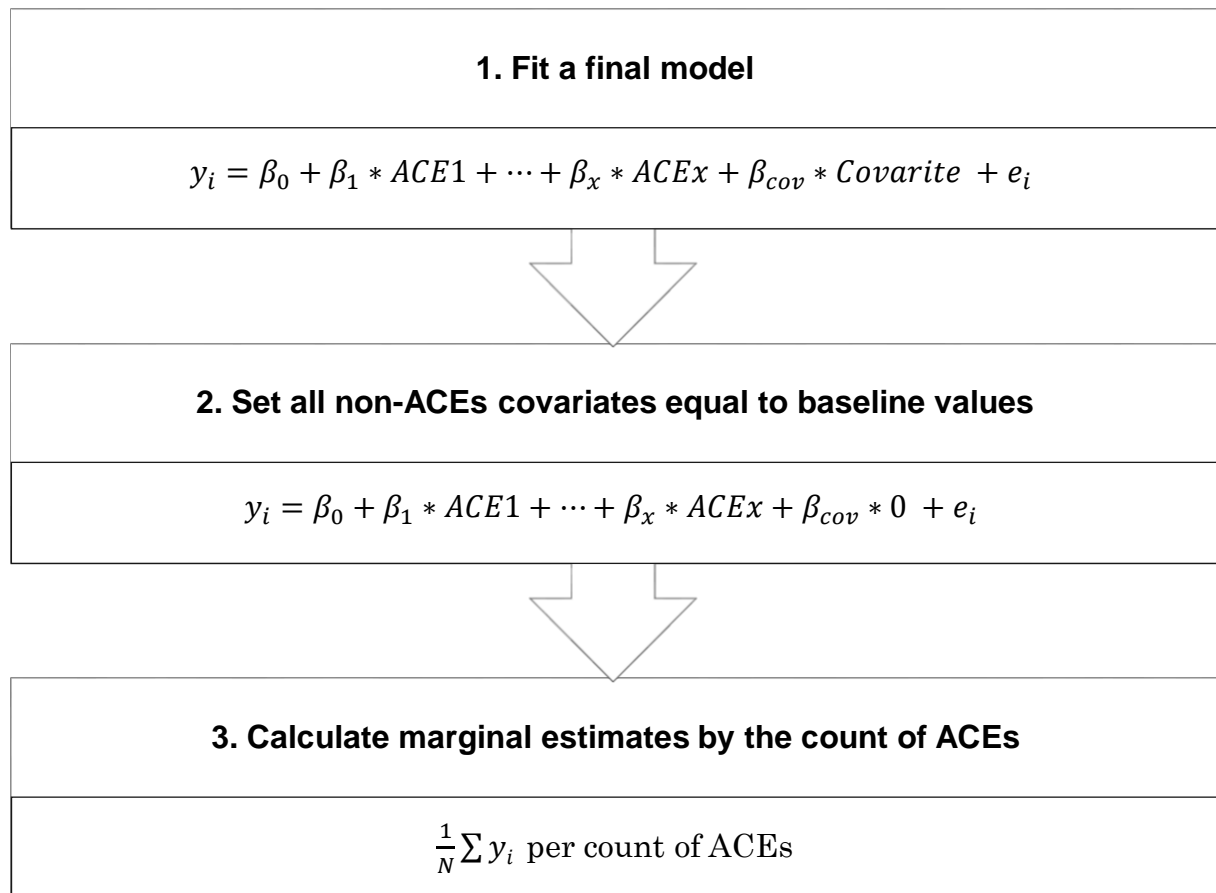 1. Fit a final model
𝑦𝑖 = 𝛽0 + 𝛽1 ∗ 𝐴𝐶𝐸1 + ⋯ + 𝛽𝑥 ∗ 𝐴𝐶𝐸𝑥 + 𝛽𝑐𝑜𝑣 ∗ 𝐶𝑜𝑣𝑎𝑟𝑖𝑡𝑒 + 𝑒𝑖
2. Set all non-ACEs covariates equal to baseline values
𝑦𝑖 = 𝛽0 + 𝛽1 ∗ 𝐴𝐶𝐸1 + ⋯ + 𝛽𝑥 ∗ 𝐴𝐶𝐸𝑥 + 𝛽𝑐𝑜𝑣 ∗ 0 + 𝑒𝑖
3. Calculate marginal estimates by the count of ACEs
1/𝑁 ∑ 𝑦𝑖 per count of ACEs